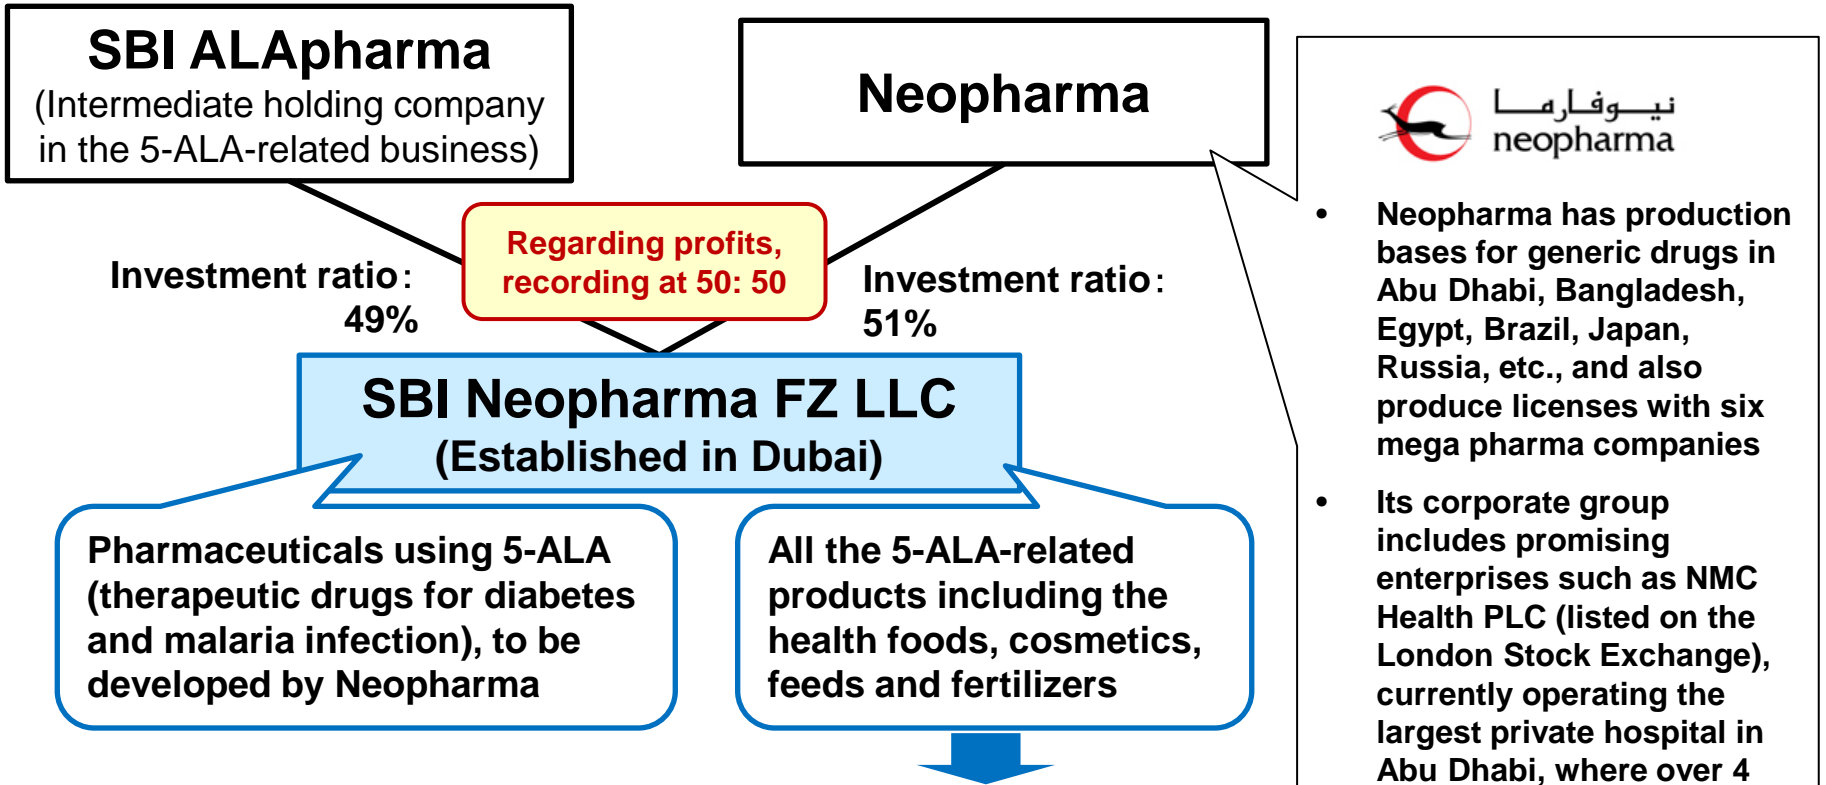 SBI ALApharma
(Intermediate holding company
in the 5-ALA-related business)
Neopharma
Regarding profits,
recording at 50: 50
Investment ratio:
49%
Investment ratio:
51%
SBI Neopharma FZ LLC
(Established in Dubai)
Pharmaceuticals using 5-ALA
(therapeutic drugs for diabetes
and malaria infection), to be
developed by Neopharma
All the 5-ALA-related
products including the
health foods, cosmetics,
feeds and fertilizers
نيوفارما
neopharma
• Neopharma has production
bases for generic drugs in
Abu Dhabi, Bangladesh,
Egypt, Brazil, Japan,
Russia, etc., and also
produce licenses with six
mega pharma companies
• Its corporate group
includes promising
enterprises such as NMC
Health PLC (listed on the
London Stock Exchange),
currently operating the
largest private hospital in
Abu Dhabi, where over 4